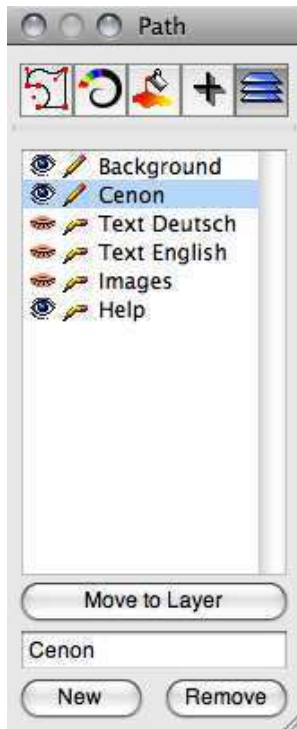 Path
Background
Cenon
Text Deutsch
Text English
Images
Help
Move to Layer
Cenon
New
Remove